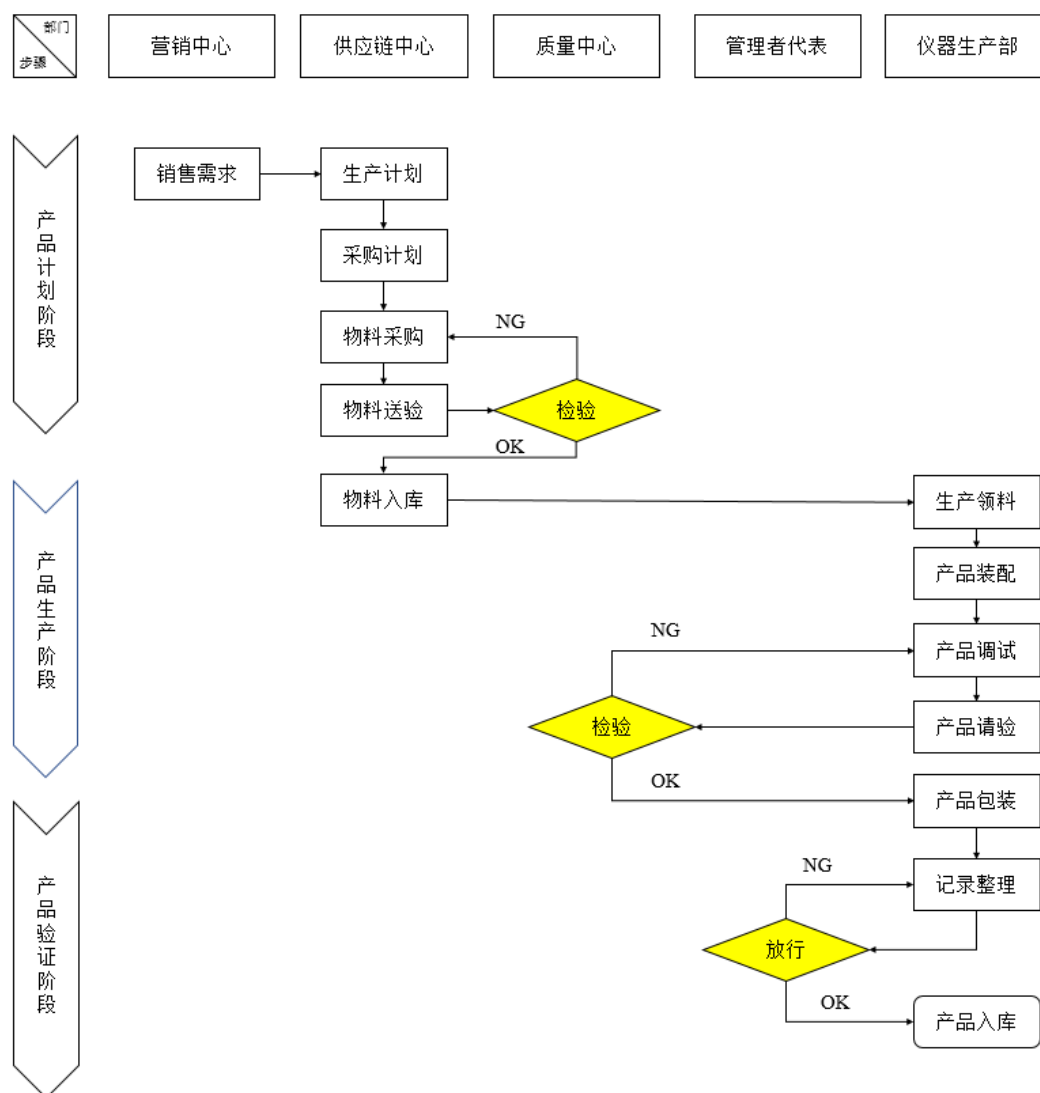 部门
步骤
营销中心
供应链中心
质量中心
管理者代表
仪器生产部
产品计划阶段
销售需求
生产计划
采购计划
物料采购
NG
物料送验
检验
OK
物料入库
生产领料
产品生产阶段
产品装配
NG
产品调试
检验
产品请验
OK
产品包装
产品验证阶段
NG
记录整理
放行
OK
产品入库